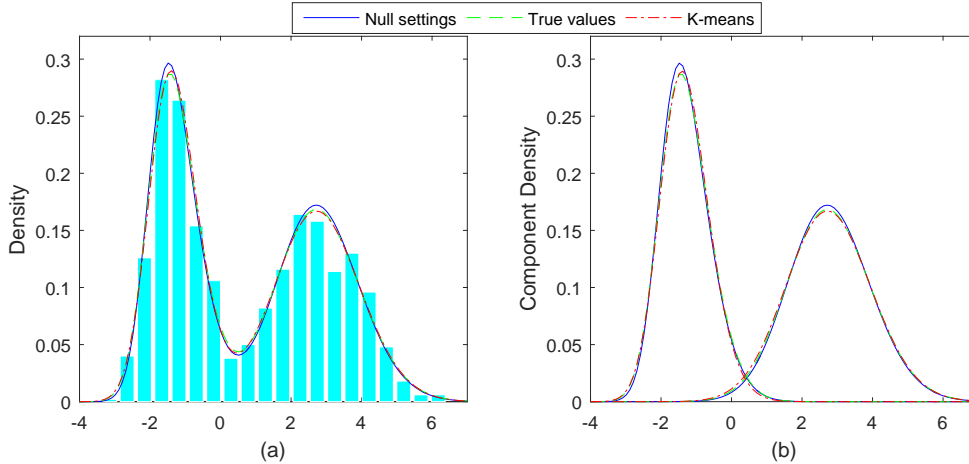 Null settings True values K-means
0.3
0.25
0.2
0.15
0.1
0.05
0
Density
-4 -2 0 2 4 6
(a)
0.3
0.25
0.2
0.15
0.1
0.05
0
Component Density
-4 -2 0 2 4 6
(b)